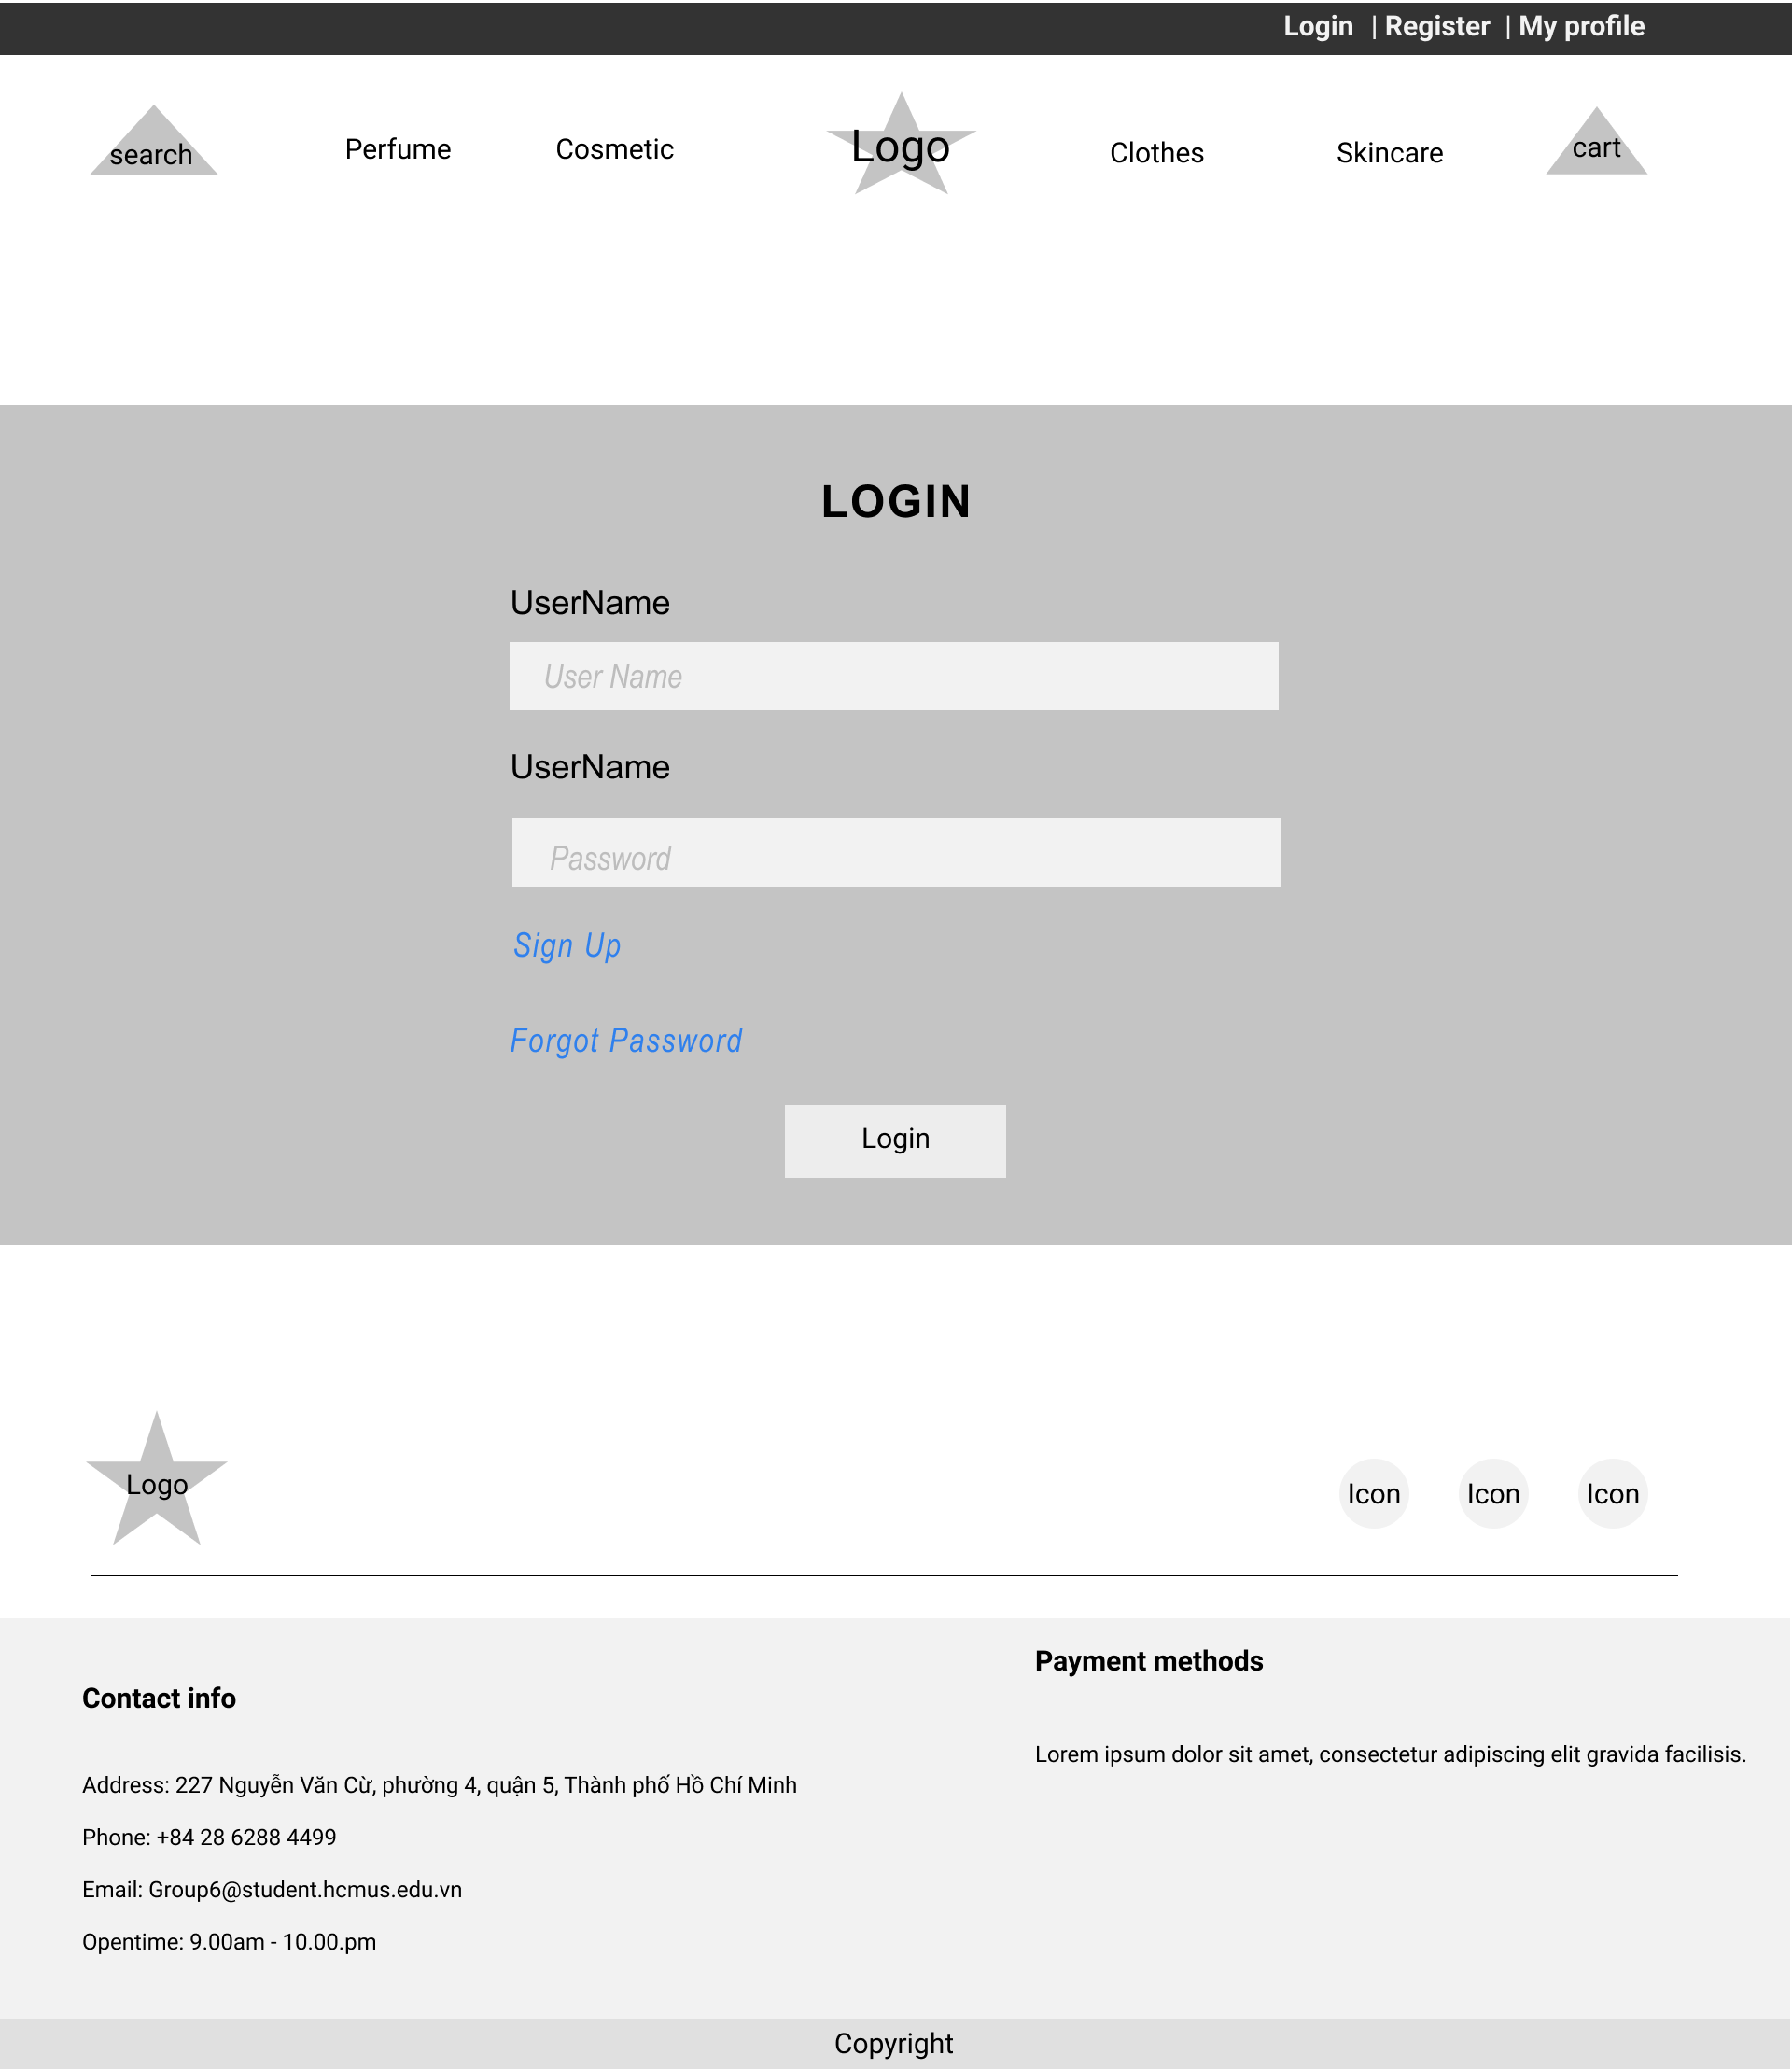 Login | Register | My profile
search Perfume Cosmetic Logo Clothes Skincare cart
LOGIN
UserName
User Name
UserName
Password
Sign Up
Forgot Password
Login
Logo Icon Icon Icon
Payment methods
Contact info
Lorem ipsum dolor sit amet, consectetur adipiscing elit gravida facilisis.
Address: 227 Nguyễn Văn Cừ, phường 4, quận 5, Thành phố Hồ Chí Minh
Phone: +84 28 6288 4499
Email: Group6@student.hcmus.edu.vn
Opentime: 9.00am - 10.00.pm
Copyright